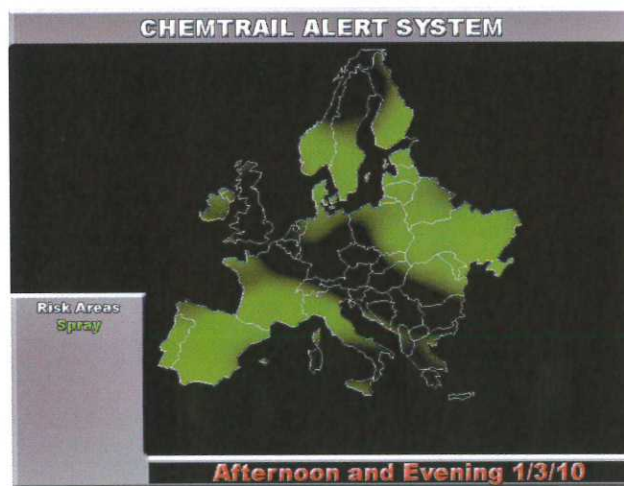 CHEMTRAIL ALERT SYSTEM
Risk Areas
Spray
Afternoon and Evening 1/3/10